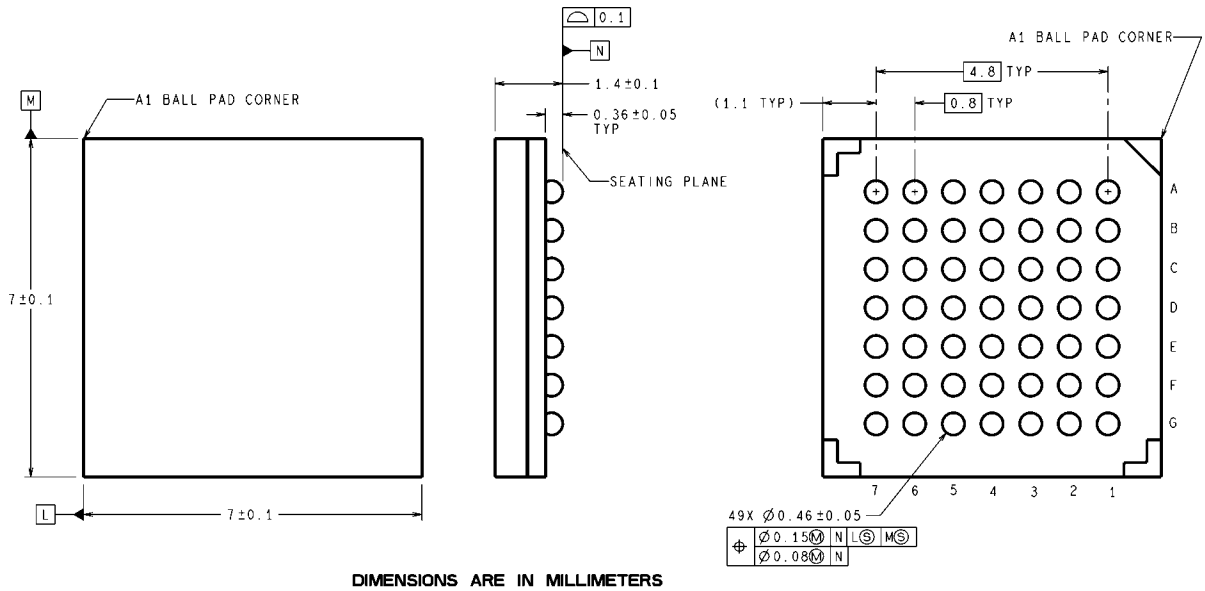 ⌓ 0.1
N
A1 BALL PAD CORNER
4.8 TYP
1.4±0.1
M
A1 BALL PAD CORNER
(1.1 TYP)
0.8 TYP
0.36±0.05
TYP
SEATING PLANE
A
B
C
7±0.1
D
E
F
G
7 6 5 4 3 2 1
L
7±0.1
49X Ø0.46±0.05
⌖ Ø0.15Ⓜ N LⓈ MⓈ
Ø0.08Ⓜ N
DIMENSIONS ARE IN MILLIMETERS